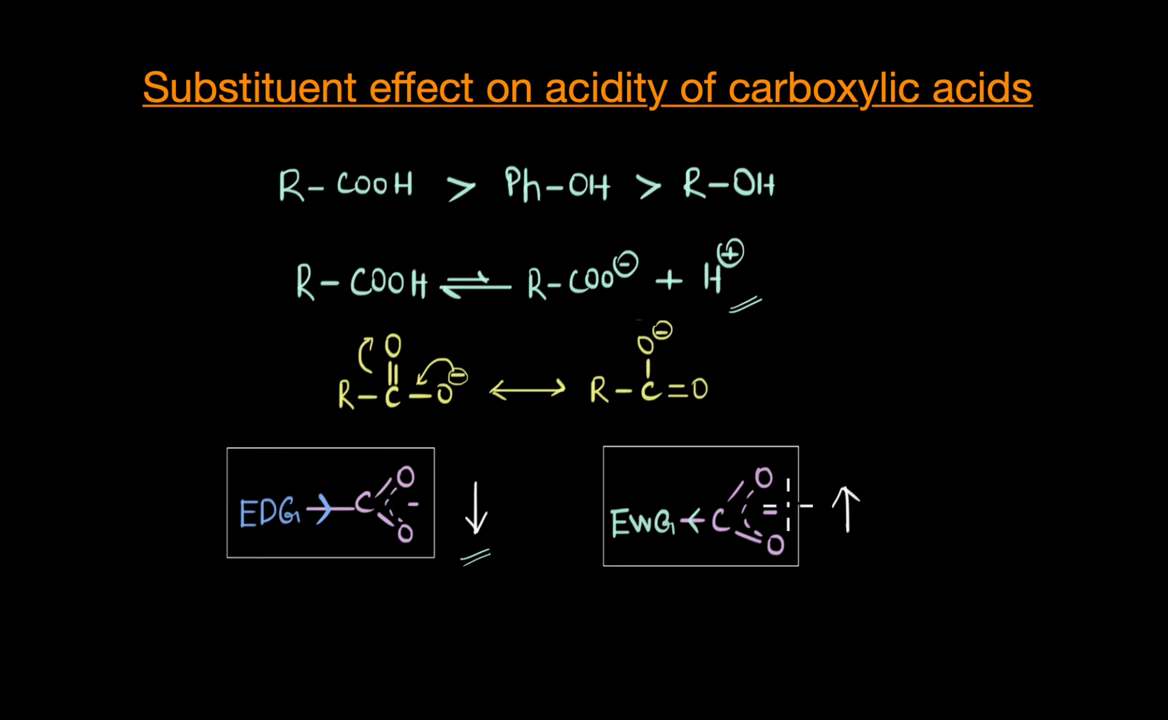 Substituent effect on acidity of carboxylic acids
R-COOH > Ph-OH > R-OH
R-COOH ⇌ R-COO⊖ + H⊕
O O⊖
R-C-O⊖ ⟷ R-C=O
EDG → C O O - ↓
EWG ← C O O = ↑